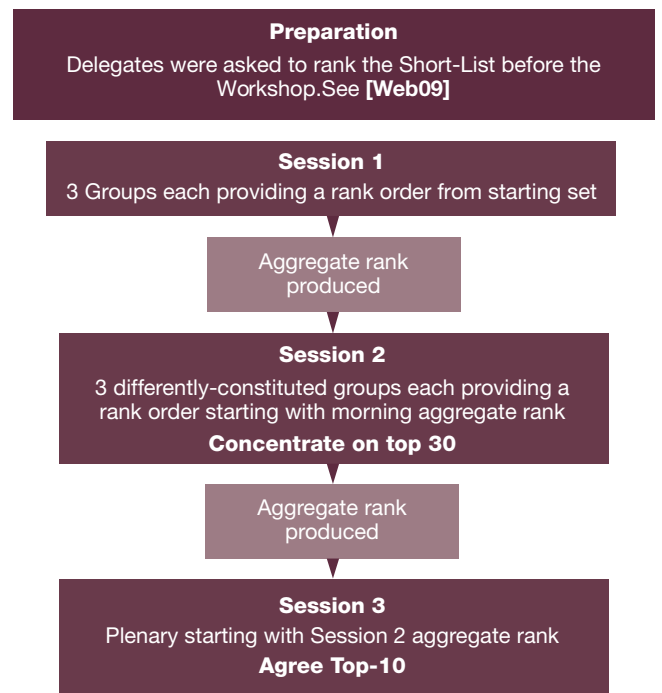 Preparation
Delegates were asked to rank the Short-List before the
Workshop.See [Web09]
Session 1
3 Groups each providing a rank order from starting set
Aggregate rank
produced
Session 2
3 differently-constituted groups each providing a
rank order starting with morning aggregate rank
Concentrate on top 30
Aggregate rank
produced
Session 3
Plenary starting with Session 2 aggregate rank
Agree Top-10